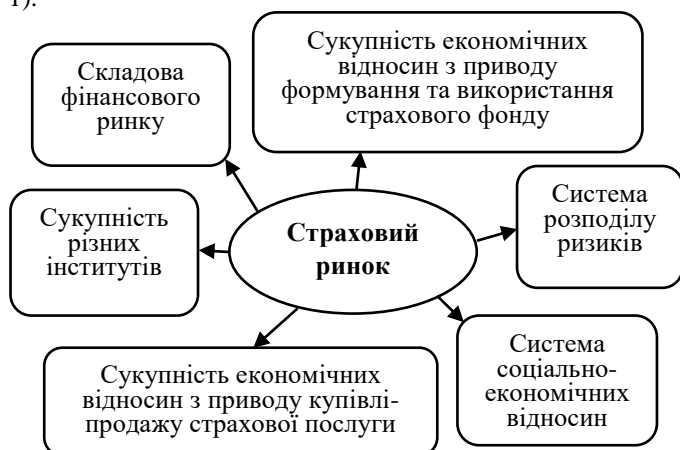 1).
Складова
фінансового
ринку
Сукупність економічних
відносин з приводу
формування та використання
страхового фонду
Сукупність
різних
інститутів
Страховий
ринок
Система
розподілу
ризиків
Сукупність економічних
відносин з приводу купівлі-
продажу страхової послуги
Система
соціально-
економічних
відносин